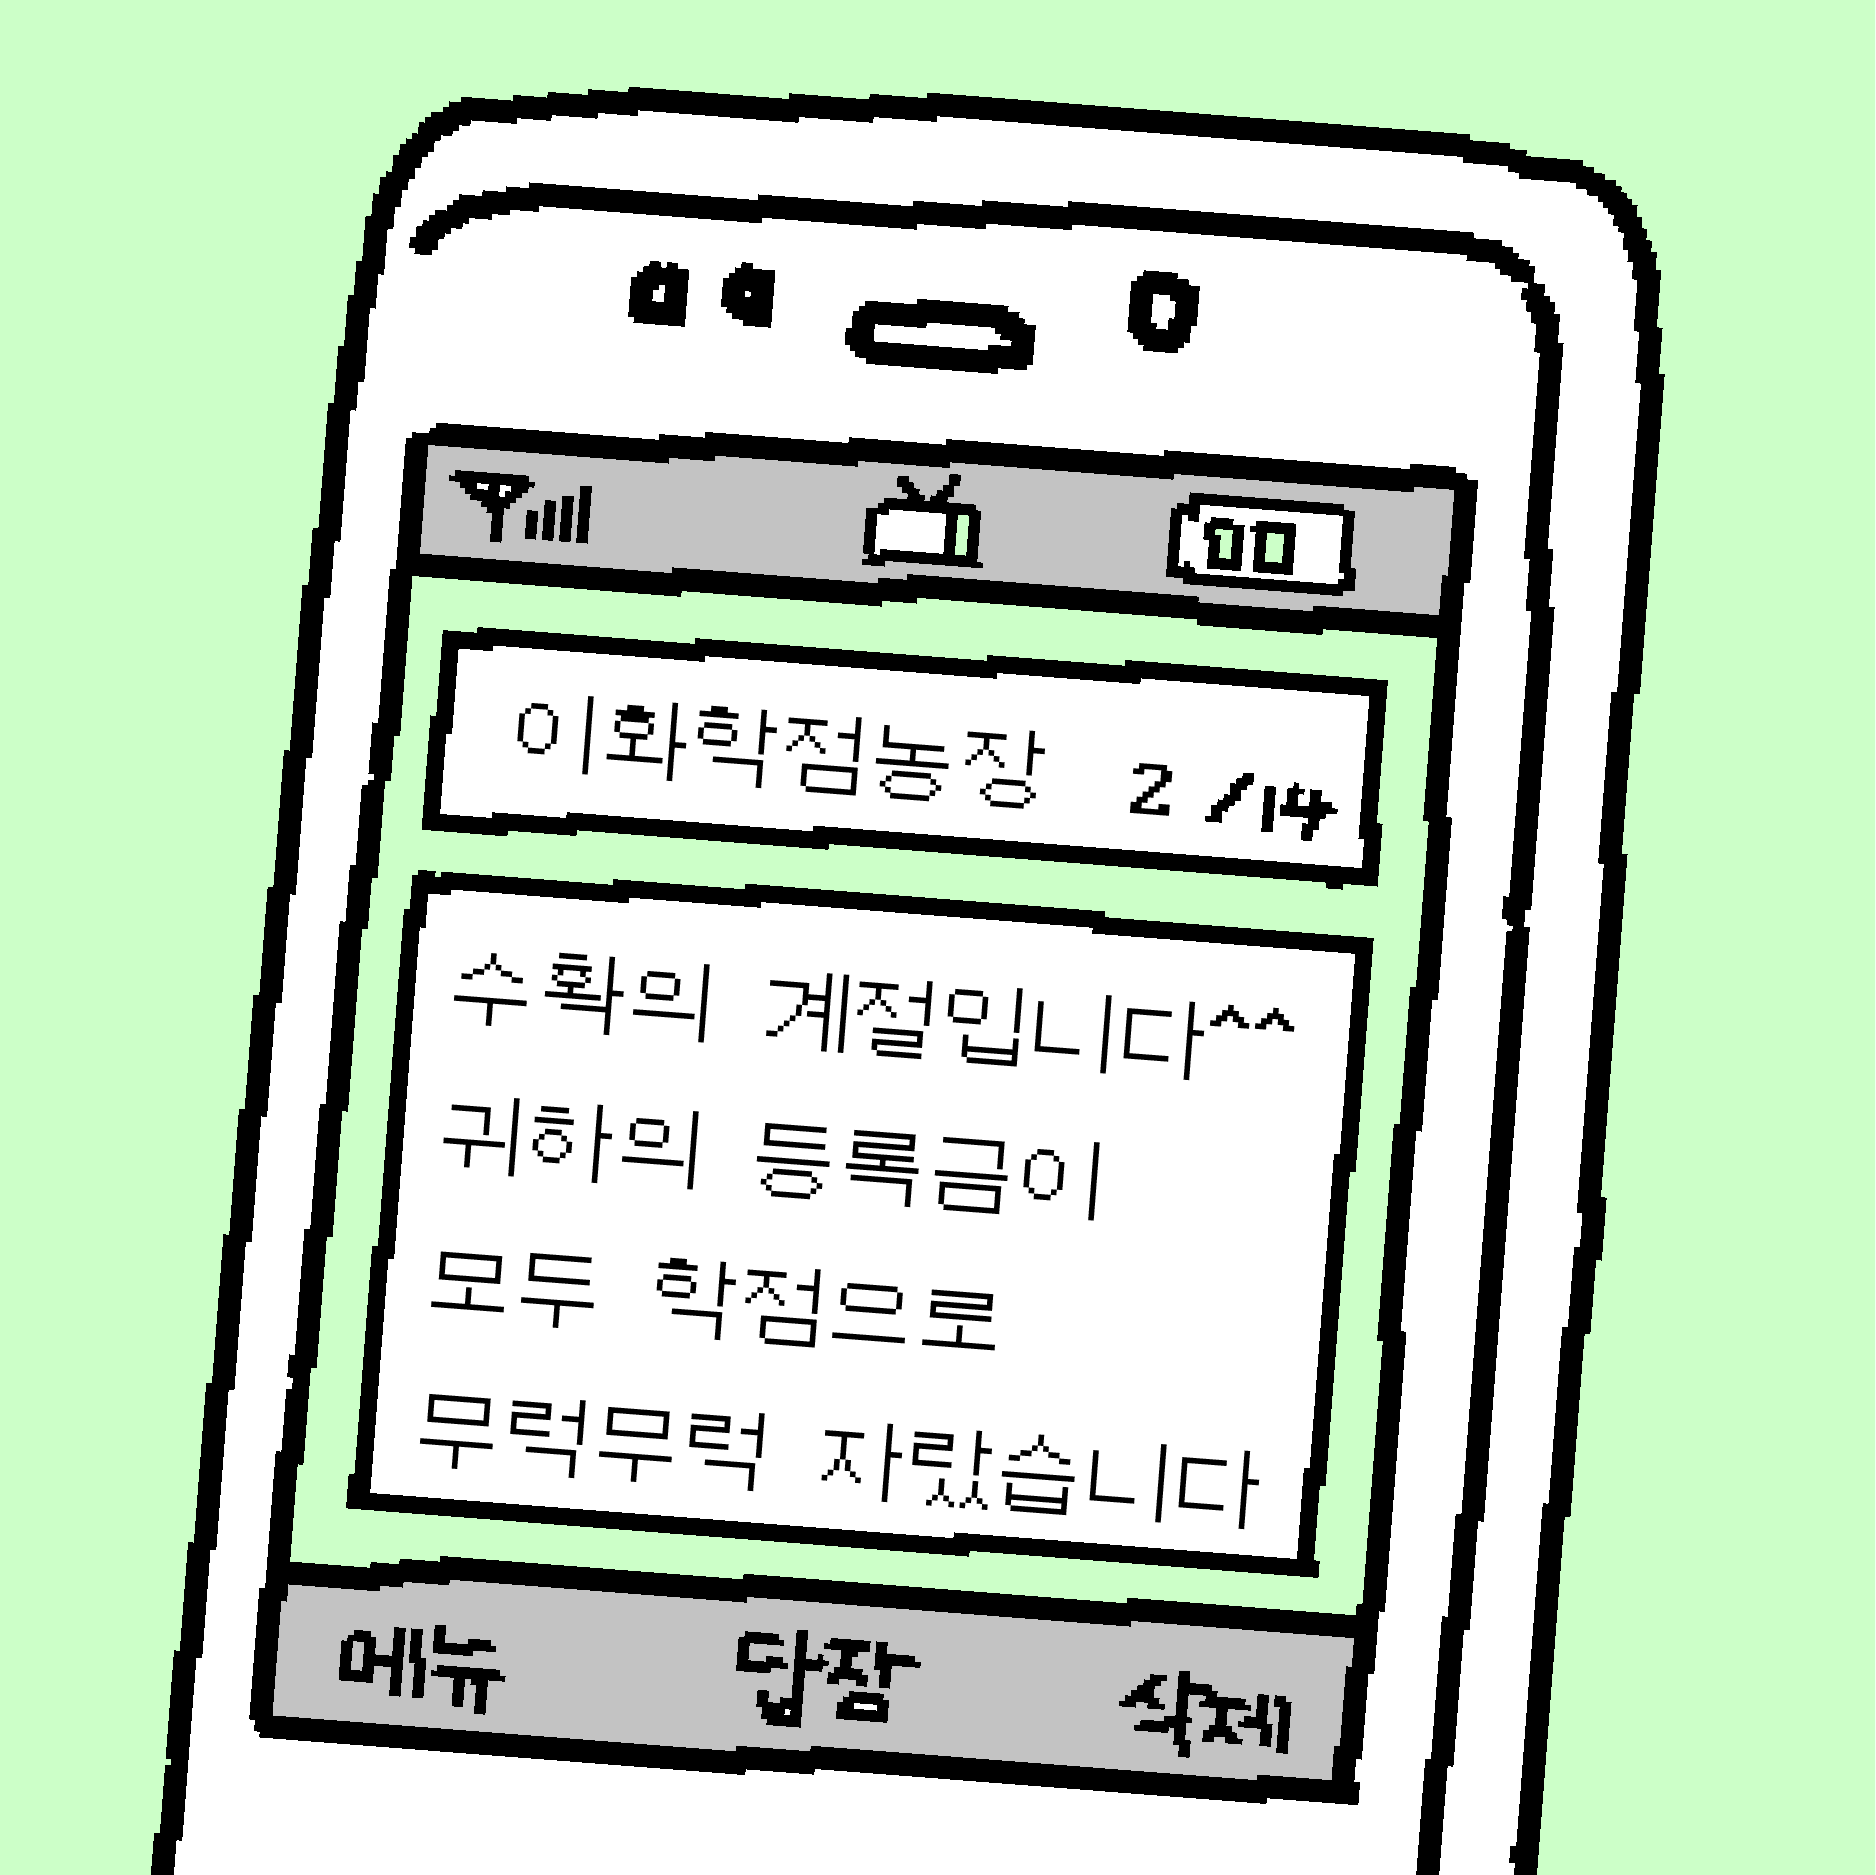 이화학점농장 2/14
수확의 계절입니다^^
귀하의 등록금이
모두 학점으로
무럭무럭 자랐습니다
메뉴 답장 삭제